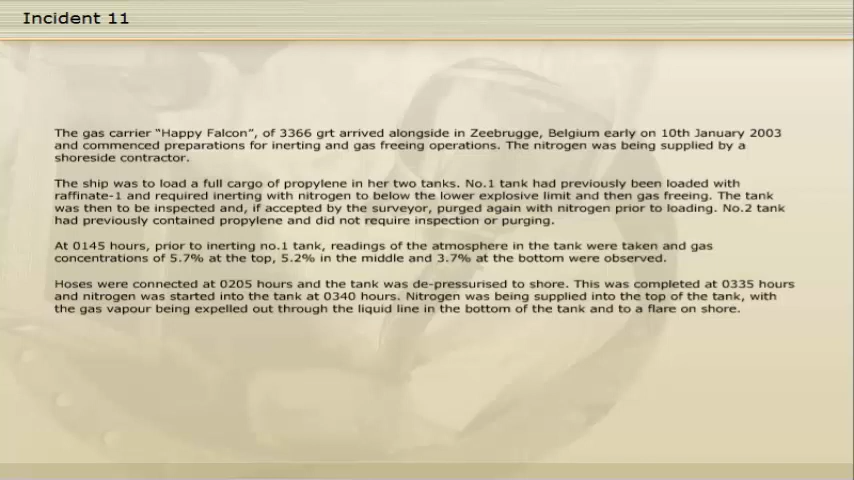 Incident 11
The gas carrier “Happy Falcon”, of 3366 grt arrived alongside in Zeebrugge, Belgium early on 10th January 2003
and commenced preparations for inerting and gas freeing operations. The nitrogen was being supplied by a
shoreside contractor.
The ship was to load a full cargo of propylene in her two tanks. No.1 tank had previously been loaded with
raffinate-1 and required inerting with nitrogen to below the lower explosive limit and then gas freeing. The tank
was then to be inspected and, if accepted by the surveyor, purged again with nitrogen prior to loading. No.2 tank
had previously contained propylene and did not require inspection or purging.
At 0145 hours, prior to inerting no.1 tank, readings of the atmosphere in the tank were taken and gas
concentrations of 5.7% at the top, 5.2% in the middle and 3.7% at the bottom were observed.
Hoses were connected at 0205 hours and the tank was de-pressurised to shore. This was completed at 0335 hours
and nitrogen was started into the tank at 0340 hours. Nitrogen was being supplied into the top of the tank, with
the gas vapour being expelled out through the liquid line in the bottom of the tank and to a flare on shore.